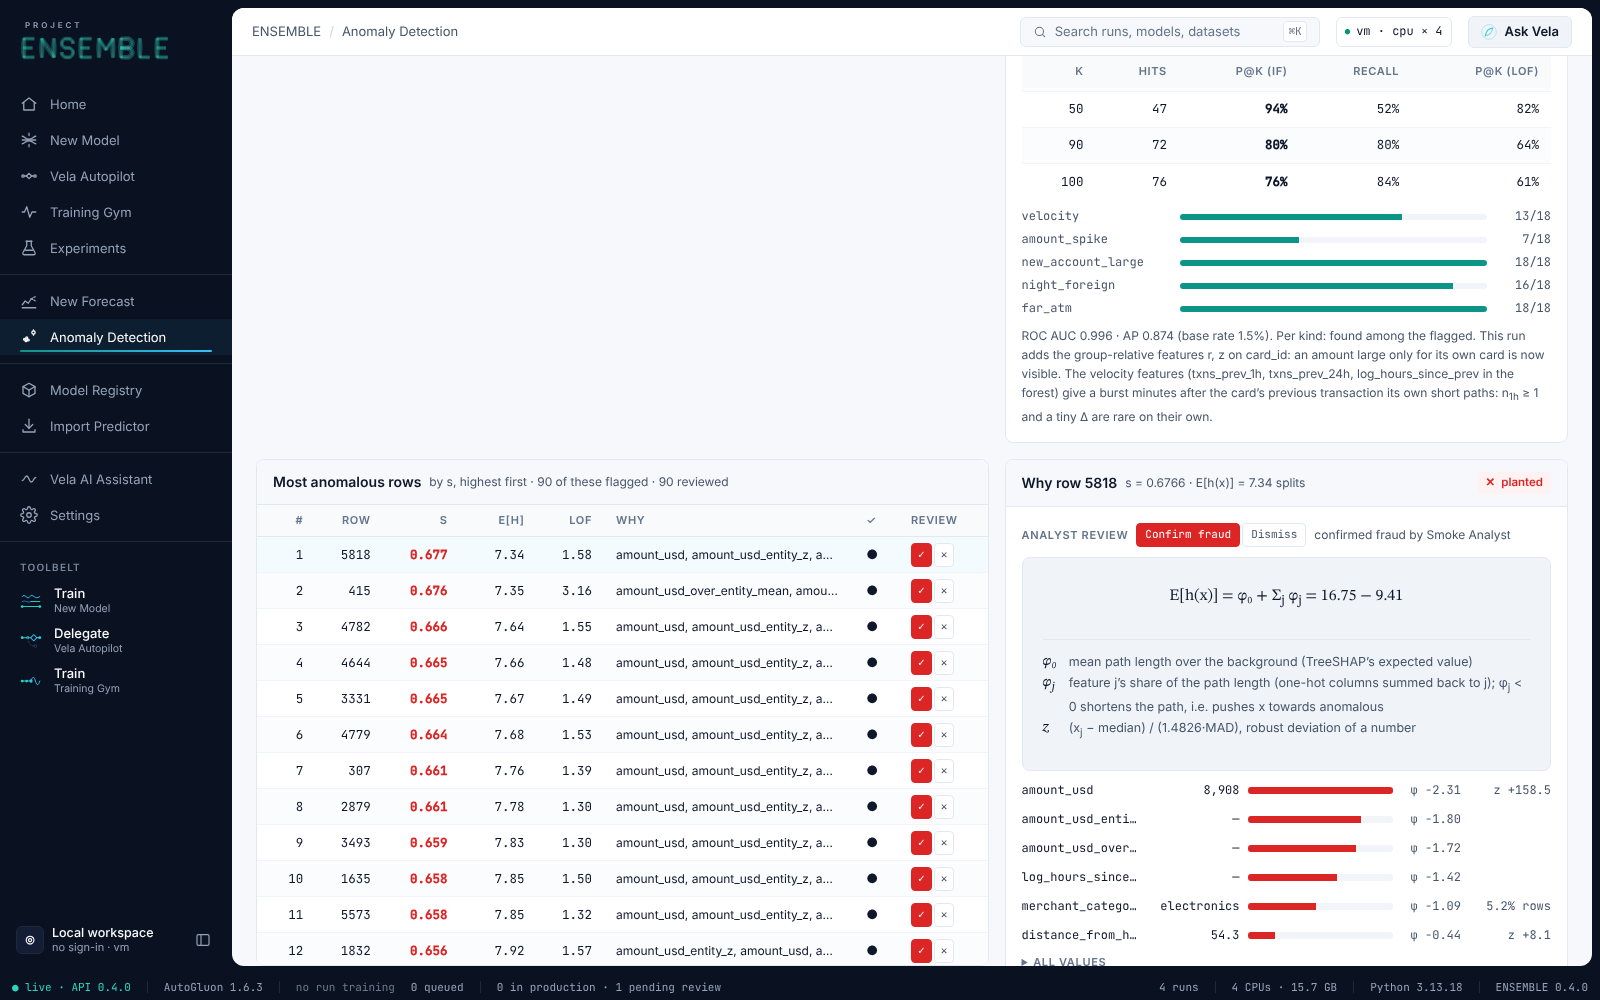 PROJECT
ENSEMBLE
Home
New Model
Vela Autopilot
Training Gym
Experiments
New Forecast
Anomaly Detection
Model Registry
Import Predictor
Vela AI Assistant
Settings
TOOLBELT
Train
New Model
Delegate
Vela Autopilot
Train
Training Gym
Local workspace
no sign-in · vm
ENSEMBLE / Anomaly Detection
Search runs, models, datasets ⌘K
vm · cpu × 4
Ask Vela
K HITS P@K (IF) RECALL P@K (LOF)
50 47 94% 52% 82%
90 72 80% 80% 64%
100 76 76% 84% 61%
velocity 13/18
amount_spike 7/18
new_account_large 18/18
night_foreign 16/18
far_atm 18/18
ROC AUC 0.996 · AP 0.874 (base rate 1.5%). Per kind: found among the flagged. This run
adds the group-relative features r, z on card_id: an amount large only for its own card is now
visible. The velocity features (txns_prev_1h, txns_prev_24h, log_hours_since_prev in the
forest) give a burst minutes after the card's previous transaction its own short paths: n1h ≥ 1
and a tiny Δ are rare on their own.
Most anomalous rows by s, highest first · 90 of these flagged · 90 reviewed
# ROW S E[H] LOF WHY ✓ REVIEW
1 5818 0.677 7.34 1.58 amount_usd, amount_usd_entity_z, a... ● ✓ ×
2 415 0.676 7.35 3.16 amount_usd_over_entity_mean, amou... ● ✓ ×
3 4782 0.666 7.64 1.55 amount_usd, amount_usd_entity_z, a... ● ✓ ×
4 4644 0.665 7.66 1.48 amount_usd, amount_usd_entity_z, a... ● ✓ ×
5 3331 0.665 7.67 1.49 amount_usd, amount_usd_entity_z, a... ● ✓ ×
6 4779 0.664 7.68 1.53 amount_usd, amount_usd_entity_z, a... ● ✓ ×
7 307 0.661 7.76 1.39 amount_usd, amount_usd_entity_z, a... ● ✓ ×
8 2879 0.661 7.78 1.30 amount_usd, amount_usd_entity_z, a... ● ✓ ×
9 3493 0.659 7.83 1.30 amount_usd, amount_usd_entity_z, a... ● ✓ ×
10 1635 0.658 7.85 1.50 amount_usd, amount_usd_entity_z, a... ● ✓ ×
11 5573 0.658 7.85 1.32 amount_usd, amount_usd_entity_z, a... ● ✓ ×
12 1832 0.656 7.92 1.57 amount_usd_entity_z, amount_usd, a... ● ✓ ×
Why row 5818 s = 0.6766 · E[h(x)] = 7.34 splits × planted
ANALYST REVIEW Confirm fraud Dismiss confirmed fraud by Smoke Analyst
E[h(x)] = φ0 + Σj φj = 16.75 − 9.41
φ0 mean path length over the background (TreeSHAP's expected value)
φj feature j's share of the path length (one-hot columns summed back to j); φj <
0 shortens the path, i.e. pushes x towards anomalous
z (xj − median) / (1.4826·MAD), robust deviation of a number
amount_usd 8,908 φ -2.31 z +158.5
amount_usd_enti... — φ -1.80
amount_usd_over... — φ -1.72
log_hours_since... — φ -1.42
merchant_catego... electronics φ -1.09 5.2% rows
distance_from_h... 54.3 φ -0.44 z +8.1
▸ ALL VALUES
● live · API 0.4.0 AutoGluon 1.6.3 no run training 0 queued 0 in production · 1 pending review 4 runs 4 CPUs · 15.7 GB Python 3.13.18 ENSEMBLE 0.4.0